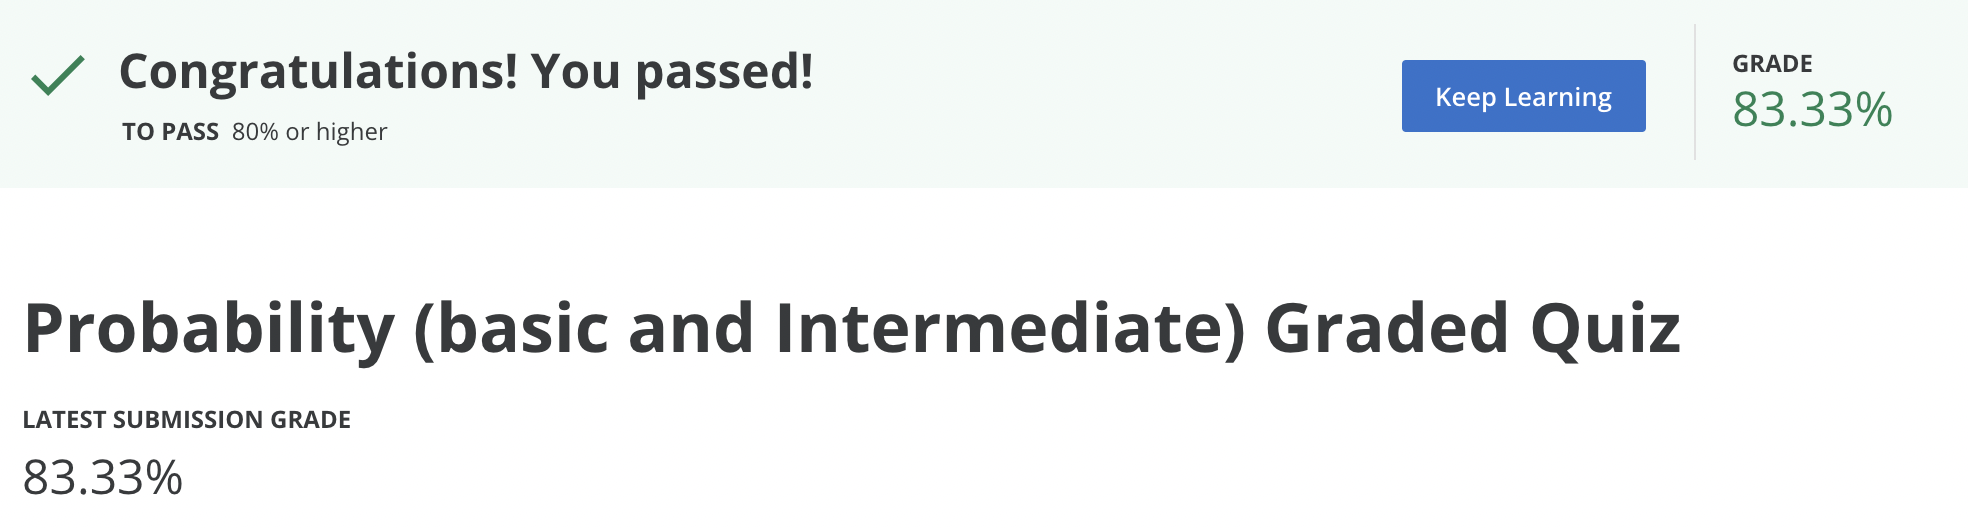 Congratulations! You passed!
TO PASS 80% or higher
Keep Learning
GRADE
83.33%
Probability (basic and Intermediate) Graded Quiz
LATEST SUBMISSION GRADE
83.33%